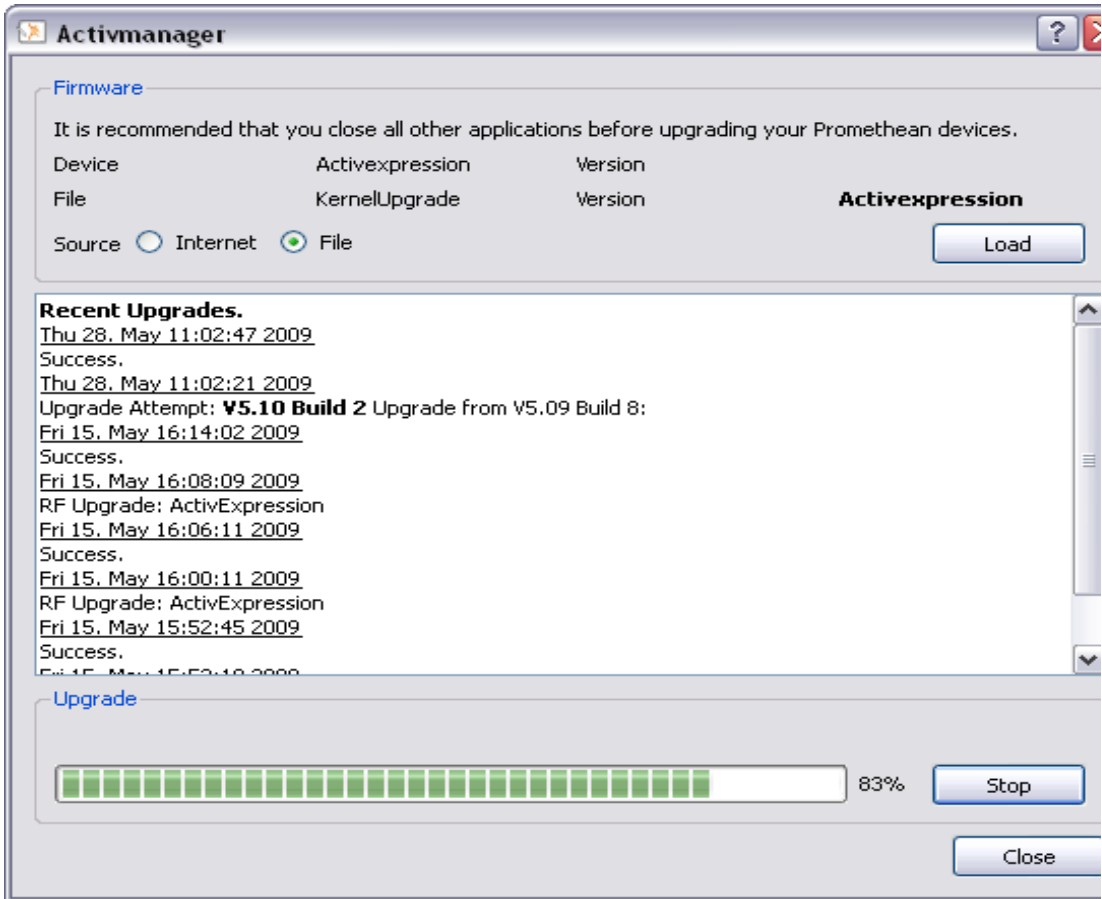 Activmanager
Firmware
It is recommended that you close all other applications before upgrading your Promethean devices.
Device Activexpression Version
File KernelUpgrade Version Activexpression
Source Internet File Load
Recent Upgrades.
Thu 28. May 11:02:47 2009
Success.
Thu 28. May 11:02:21 2009
Upgrade Attempt: V5.10 Build 2 Upgrade from V5.09 Build 8:
Fri 15. May 16:14:02 2009
Success.
Fri 15. May 16:08:09 2009
RF Upgrade: ActivExpression
Fri 15. May 16:06:11 2009
Success.
Fri 15. May 16:00:11 2009
RF Upgrade: ActivExpression
Fri 15. May 15:52:45 2009
Success.
Upgrade
83% Stop
Close